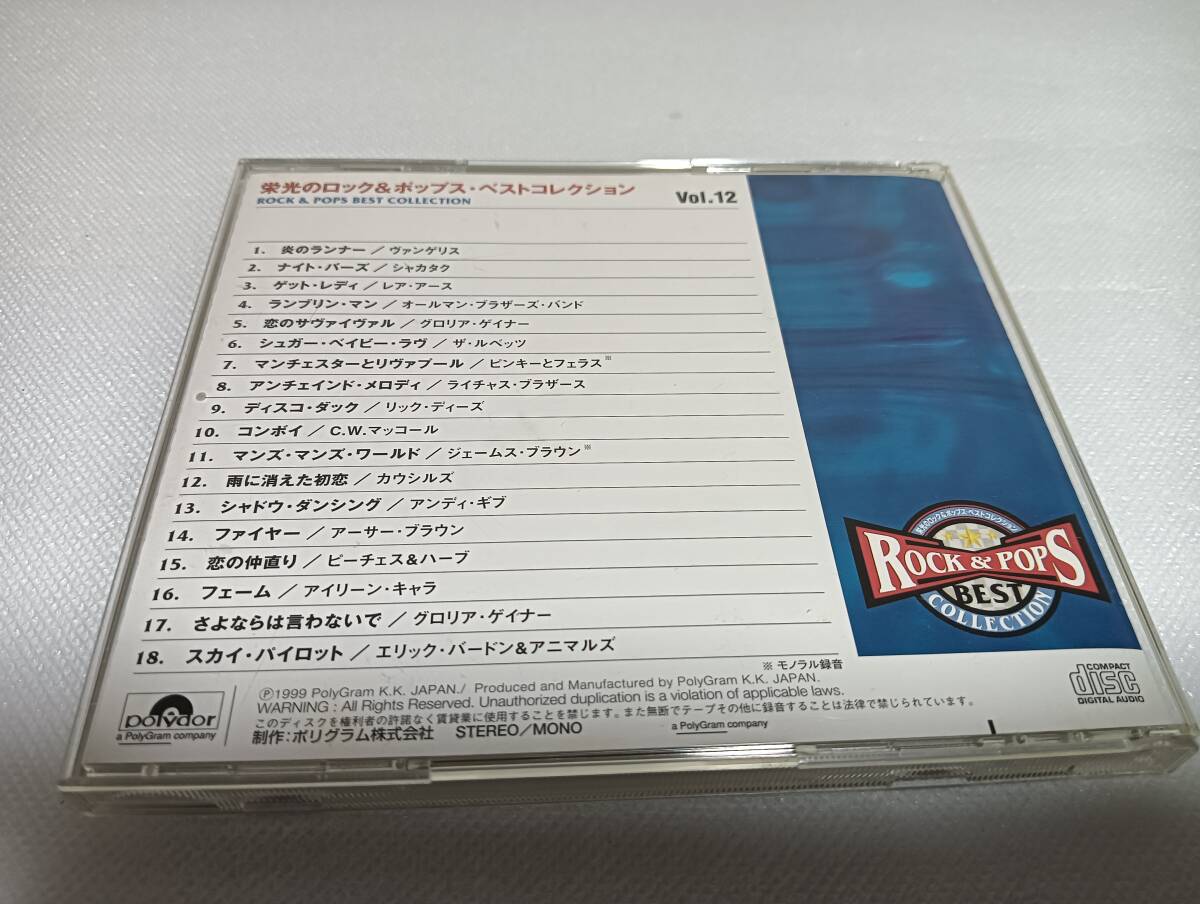 栄光のロック&ポップス・ベストコレクション
ROCK & POPS BEST COLLECTION
Vol.12
1. 炎のランナー／ヴァンゲリス
2. ナイト・バーズ／シャカタク
3. ゲット・レディ／レア・アース
4. ランブリン・マン／オールマン・ブラザーズ・バンド
5. 恋のサヴァイヴァル／グロリア・ゲイナー
6. シュガー・ベイビー・ラヴ／ザ・ルベッツ
7. マンチェスターとリヴァプール／ピンキーとフェラス※
8. アンチェインド・メロディ／ライチャス・ブラザース
9. ディスコ・ダック／リック・ディーズ
10. コンボイ／C.W.マッコール
11. マンズ・マンズ・ワールド／ジェームス・ブラウン※
12. 雨に消えた初恋／カウシルズ
13. シャドウ・ダンシング／アンディ・ギブ
14. ファイヤー／アーサー・ブラウン
15. 恋の仲直り／ピーチェス&ハーブ
16. フェーム／アイリーン・キャラ
17. さよならは言わないで／グロリア・ゲイナー
18. スカイ・パイロット／エリック・バードン&アニマルズ
※ モノラル録音
栄光のロック&ポップス・ベストコレクション
ROCK & POPS
BEST
COLLECTION
polydor
a PolyGram company
Ⓟ1999 PolyGram K.K. JAPAN./ Produced and Manufactured by PolyGram K.K. JAPAN.
WARNING : All Rights Reserved. Unauthorized duplication is a violation of applicable laws.
このディスクを権利者の許諾なく賃貸業に使用することを禁じます。また無断でテープその他に録音することは法律で禁じられています。
制作：ポリグラム株式会社 STEREO/MONO a PolyGram company
COMPACT
disc
DIGITAL AUDIO